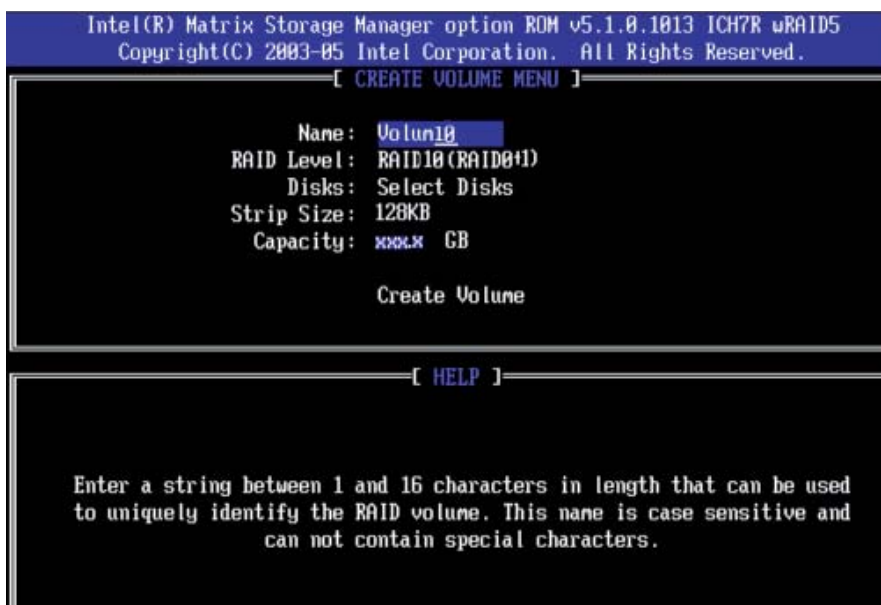 Intel(R) Matrix Storage Manager option ROM v5.1.0.1013 ICH7R wRAID5
Copyright(C) 2003-05 Intel Corporation. All Rights Reserved.
[ CREATE VOLUME MENU ]
Name: Volum10
RAID Level: RAID10(RAID0+1)
Disks: Select Disks
Strip Size: 128KB
Capacity: xxx.x GB
Create Volume
[ HELP ]
Enter a string between 1 and 16 characters in length that can be used
to uniquely identify the RAID volume. This name is case sensitive and
can not contain special characters.